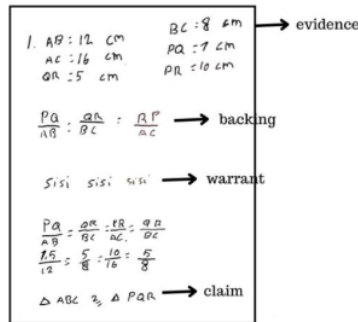 1. AB = 12 cm BC = 8 cm
AC = 16 cm PQ = 7 cm
QR = 5 cm PR = 10 cm
evidence
PQ/AB = QR/BC = RP/AC
backing
sisi sisi sisi
warrant
PQ/AB = QR/BC = PR/AC = QR/BC
7.5/12 = 5/8 = 10/16 = 5/8
△ ABC ≈ △ PQR
claim